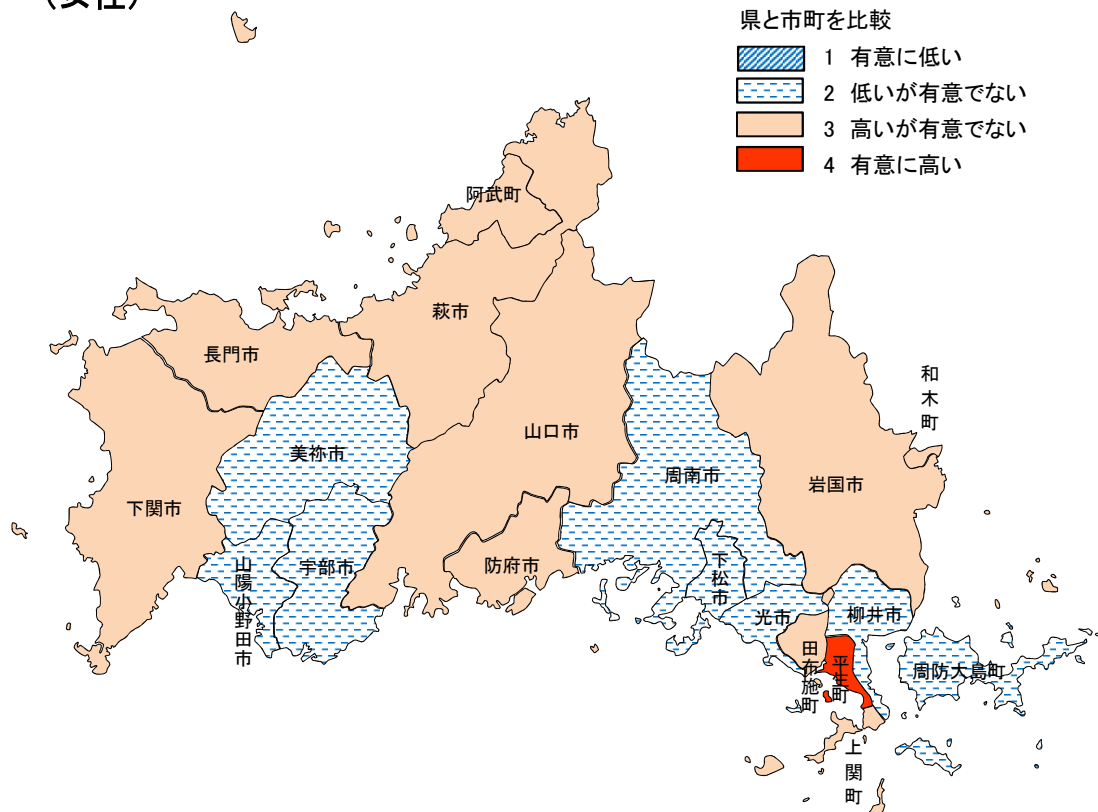 (女性)
県と市町を比較
1 有意に低い
2 低いが有意でない
3 高いが有意でない
4 有意に高い
阿武町
萩市
長門市
和木町
山口市
美祢市
周南市
岩国市
下関市
防府市
宇部市
山陽小野田市
下松市
光市
柳井市
田布施町
平生町
周防大島町
上関町